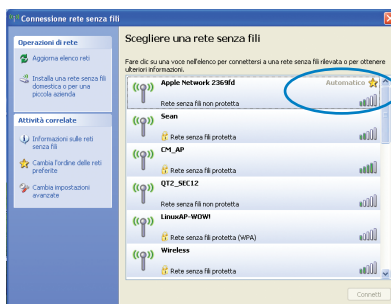 Connessione rete senza fili
Operazioni di rete
Aggiorna elenco reti
Installa una rete senza fili
domestica o per una
piccola azienda
Attività correlate
Informazioni sulle reti
senza fili
Cambia l'ordine delle reti
preferite
Cambia impostazioni
avanzate
Scegliere una rete senza fili
Fare clic su una voce nell'elenco per connettersi a una rete senza fili rilevata o per ottenere
ulteriori informazioni.
Apple Network 2369fd
Automatico
Rete senza fili non protetta
Sean
Rete senza fili protetta
CM_AP
Rete senza fili protetta
QT2_SEC12
Rete senza fili non protetta
LinuxAP-WOW!
Rete senza fili protetta (WPA)
Wireless
Rete senza fili protetta
Connetti